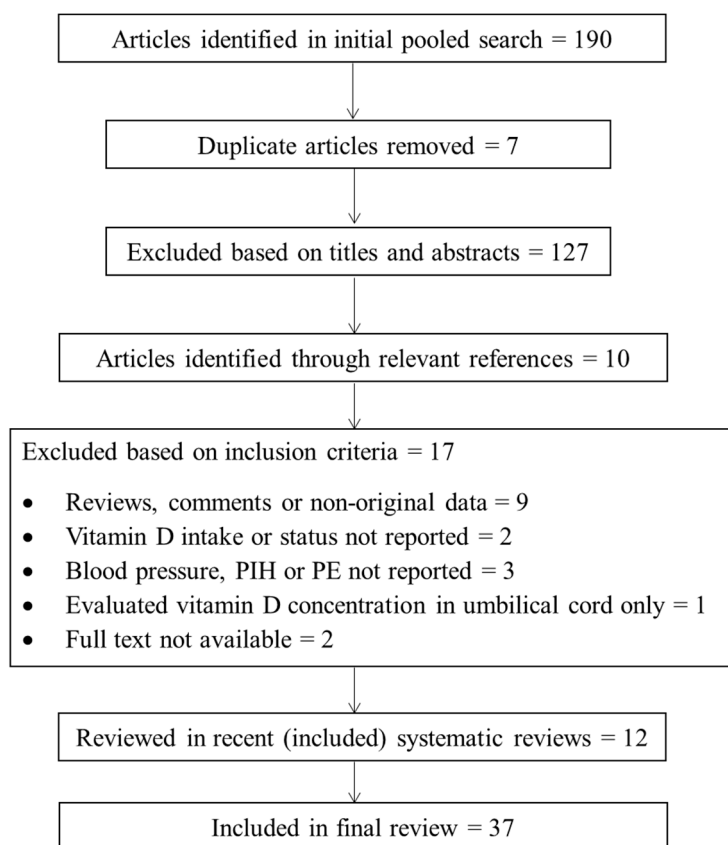 Articles identified in initial pooled search = 190
Duplicate articles removed = 7
Excluded based on titles and abstracts = 127
Articles identified through relevant references = 10
Excluded based on inclusion criteria = 17
• Reviews, comments or non-original data = 9
• Vitamin D intake or status not reported = 2
• Blood pressure, PIH or PE not reported = 3
• Evaluated vitamin D concentration in umbilical cord only = 1
• Full text not available = 2
Reviewed in recent (included) systematic reviews = 12
Included in final review = 37